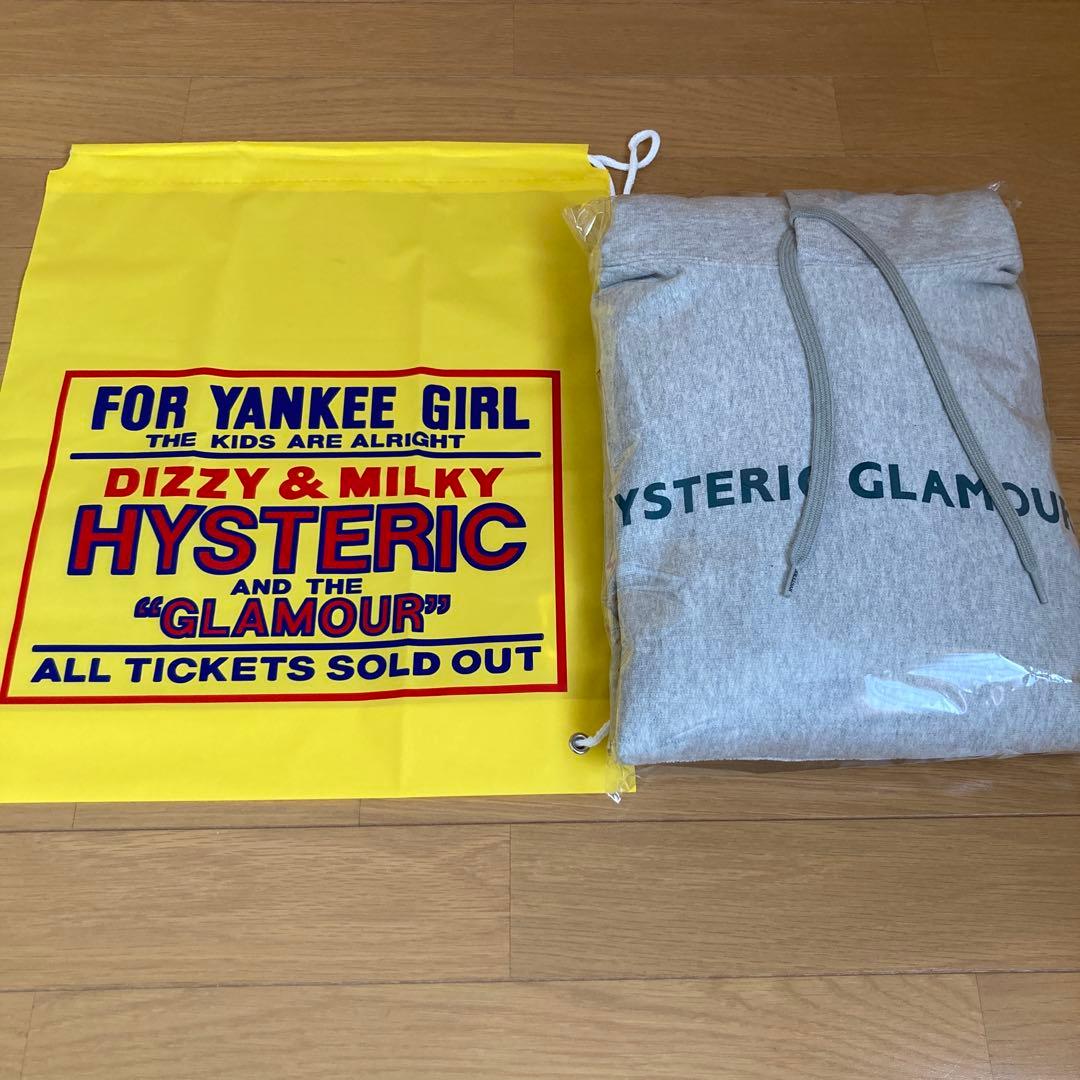 FOR YANKEE GIRL
THE KIDS ARE ALRIGHT
DIZZY & MILKY
HYSTERIC
AND THE
“GLAMOUR”
ALL TICKETS SOLD OUT
YSTERIC GLAMOUR